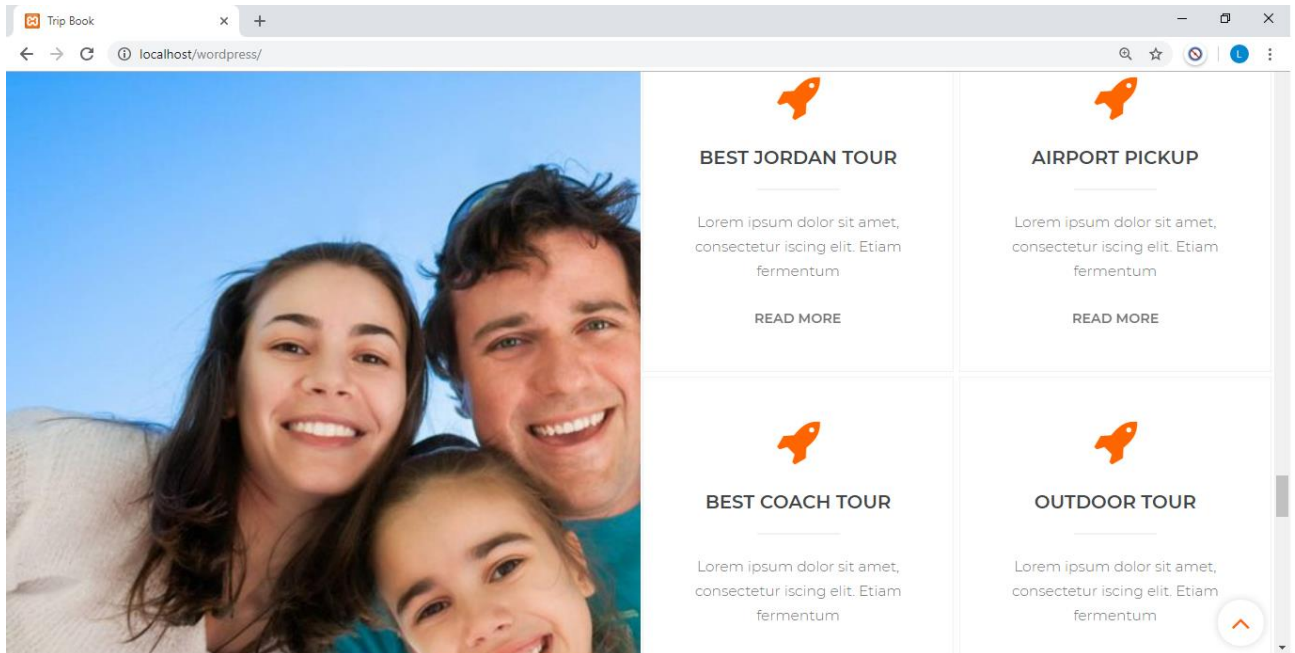 Trip Book
localhost/wordpress/
L
BEST JORDAN TOUR
Lorem ipsum dolor sit amet,
consectetur iscing elit. Etiam
fermentum
READ MORE
AIRPORT PICKUP
Lorem ipsum dolor sit amet,
consectetur iscing elit. Etiam
fermentum
READ MORE
BEST COACH TOUR
Lorem ipsum dolor sit amet,
consectetur iscing elit. Etiam
fermentum
OUTDOOR TOUR
Lorem ipsum dolor sit amet,
consectetur iscing elit. Etiam
fermentum